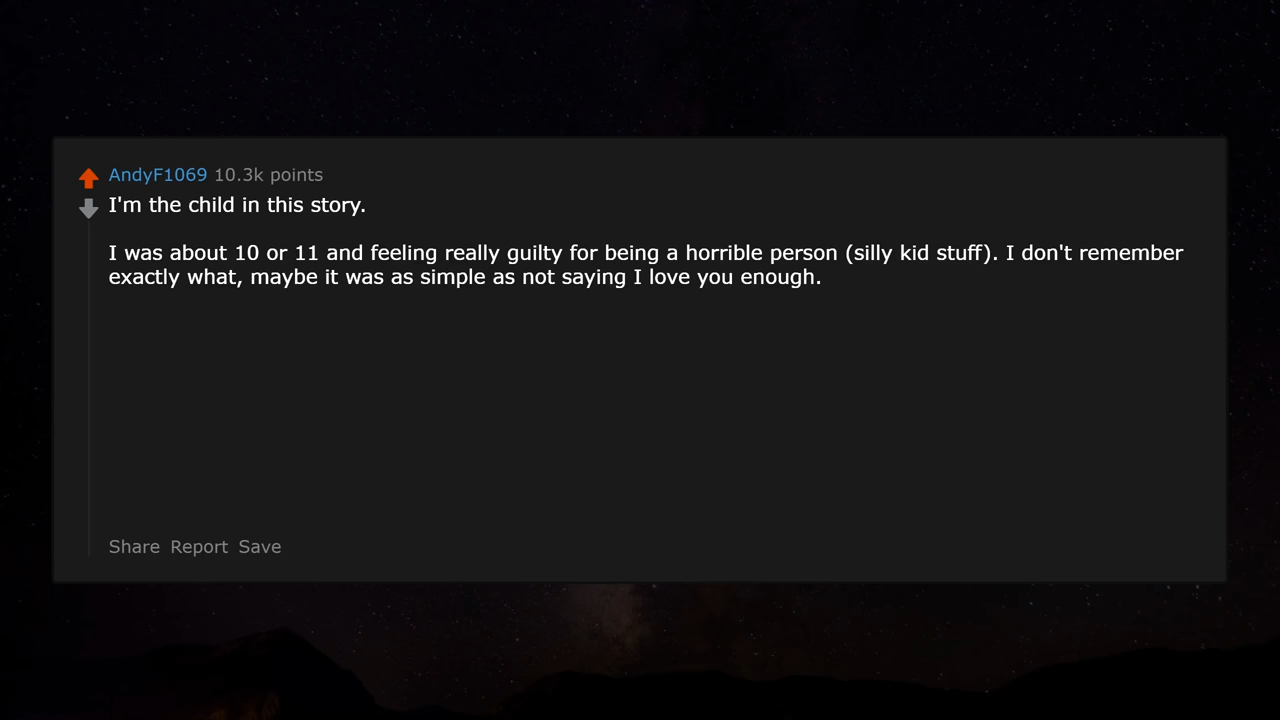 AndyF1069 10.3k points
I'm the child in this story.
I was about 10 or 11 and feeling really guilty for being a horrible person (silly kid stuff). I don't remember
exactly what, maybe it was as simple as not saying I love you enough.
Share Report Save